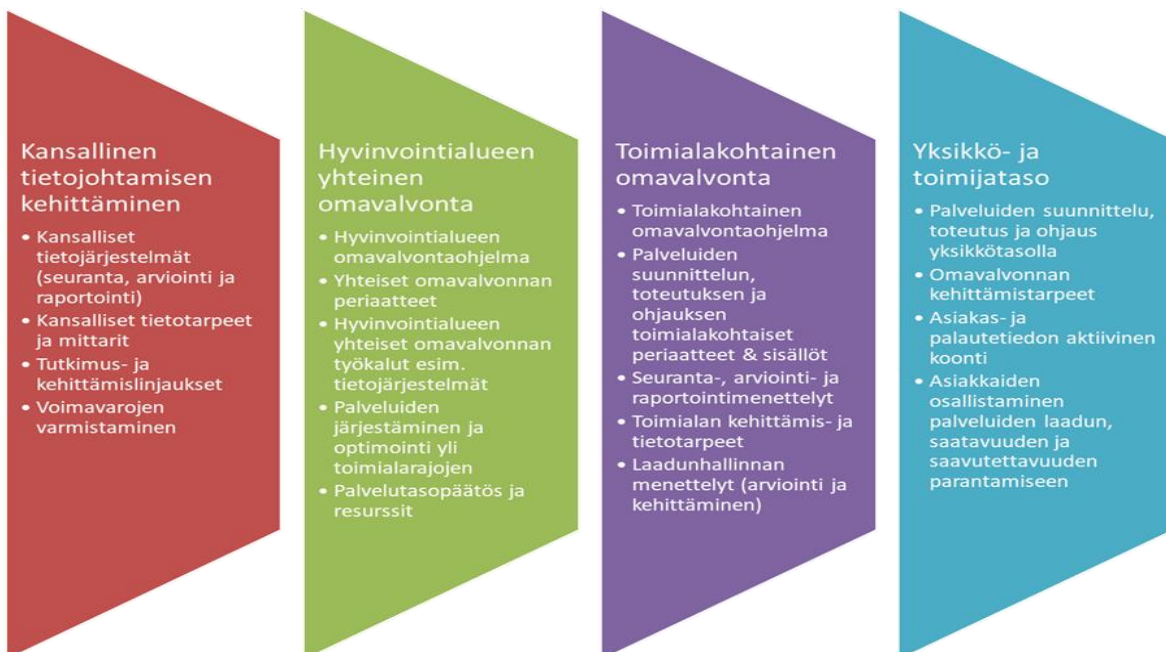 Kansallinen
tietojohtamisen
kehittäminen
• Kansalliset
tietojärjestelmät
(seuranta, arviointi ja
raportointi)
• Kansalliset tietotarpeet
ja mittarit
• Tutkimus- ja
kehittämislinjaukset
• Voimavarojen
varmistaminen
Hyvinvointialueen
yhteinen
omavalvonta
• Hyvinvointialueen
omavalvontaohjelma
• Yhteiset omavalvonnan
periaatteet
• Hyvinvointialueen
yhteiset omavalvonnan
työkalut esim.
tietojärjestelmät
• Palveluiden
järjestäminen ja
optimointi yli
toimialarajojen
• Palvelutasopäätös ja
resurssit
Toimialakohtainen
omavalvonta
• Toimialakohtainen
omavalvontaohjelma
• Palveluiden
suunnittelun,
toteutuksen ja
ohjauksen
toimialakohtaiset
periaatteet & sisällöt
• Seuranta-, arviointi- ja
raportointimenettelyt
• Toimialan kehittämis- ja
tietotarpeet
• Laadunhallinnan
menettelyt (arviointi ja
kehittäminen)
Yksikkö- ja
toimijataso
• Palveluiden suunnittelu,
toteutus ja ohjaus
yksikkötasolla
• Omavalvonnan
kehittämistarpeet
• Asiakas- ja
palautetiedon aktiivinen
koonti
• Asiakkaiden
osallistaminen
palveluiden laadun,
saatavuuden ja
saavutettavuuden
parantamiseen